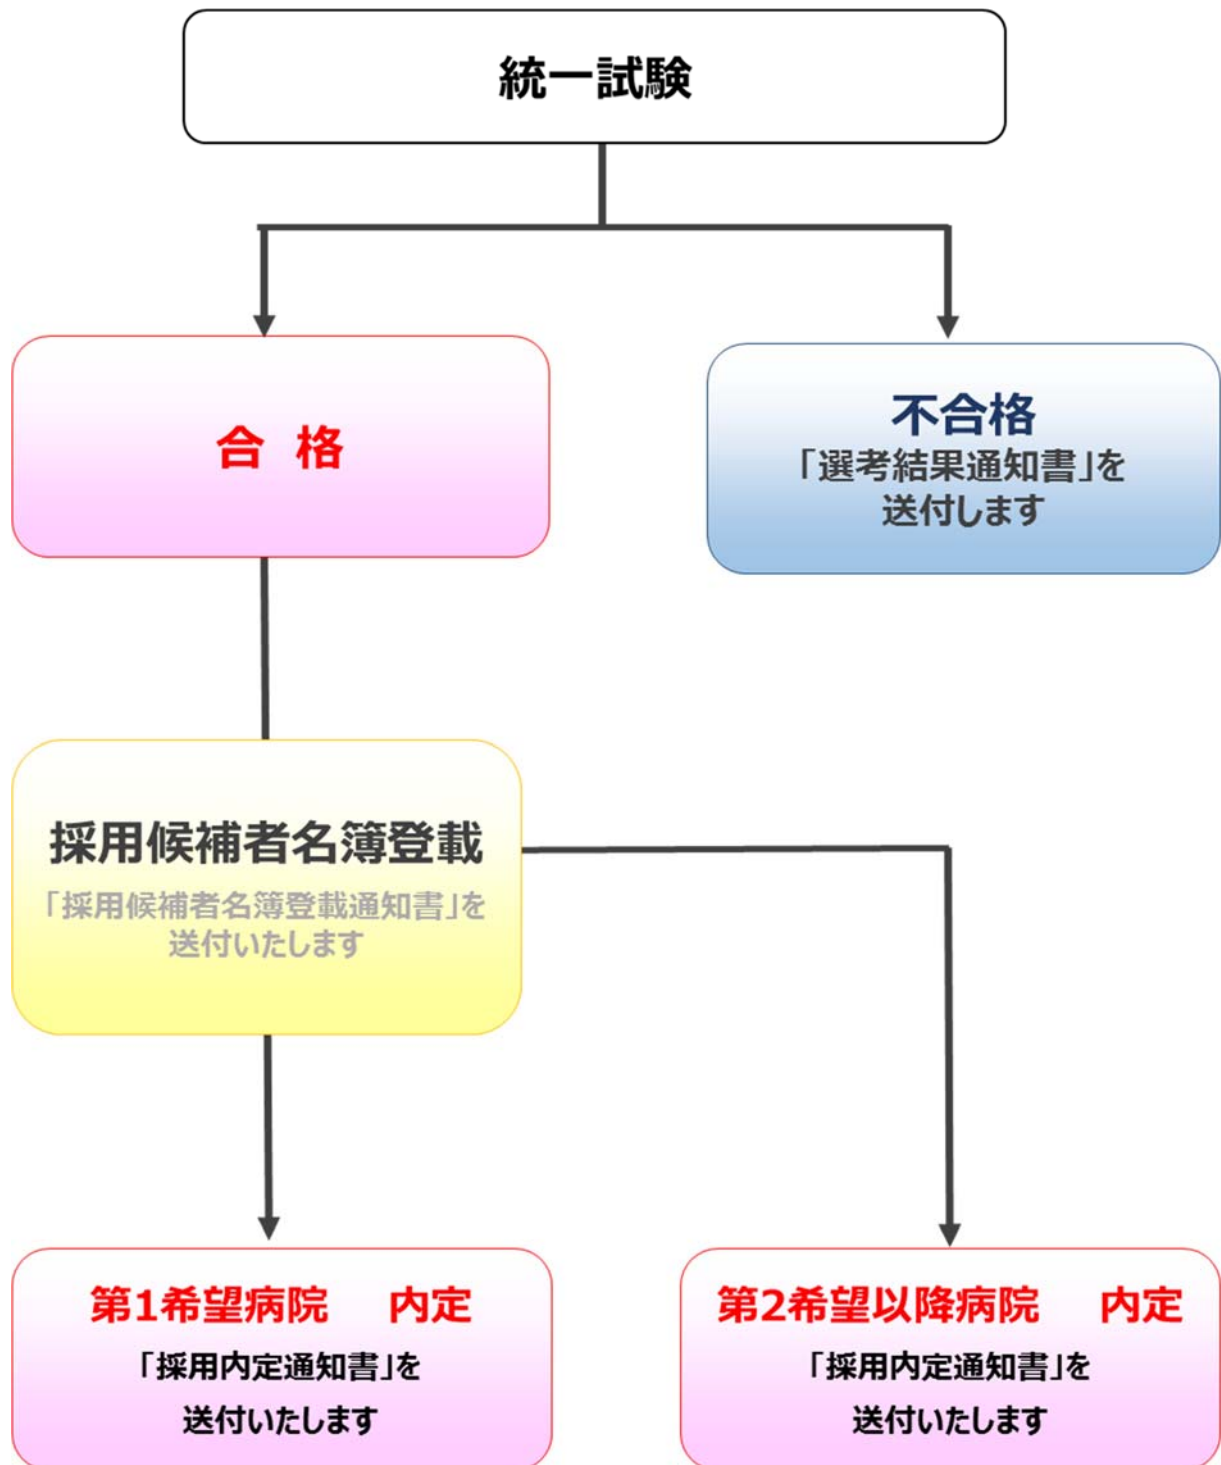 統一試験
合 格
不合格
「選考結果通知書」を
送付します
採用候補者名簿登載
「採用候補者名簿登載通知書」を
送付いたします
第1希望病院 内定
「採用内定通知書」を
送付いたします
第2希望以降病院 内定
「採用内定通知書」を
送付いたします